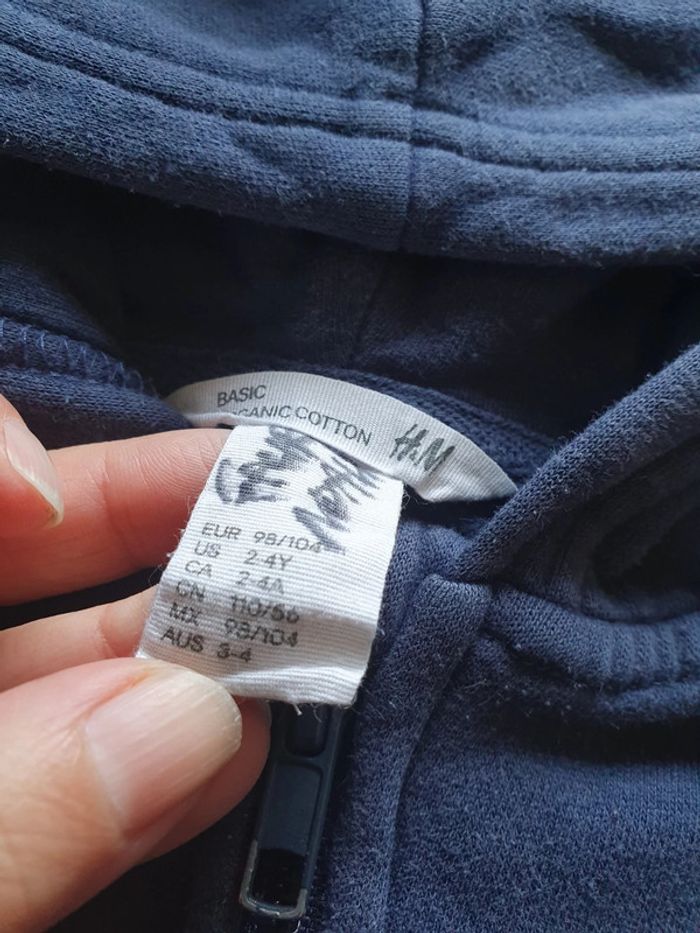 BASIC
ORGANIC COTTON H&M
EUR 98/104
US 2-4Y
CA 2-4A
CN 110/56
MX 98/104
AUS 3-4